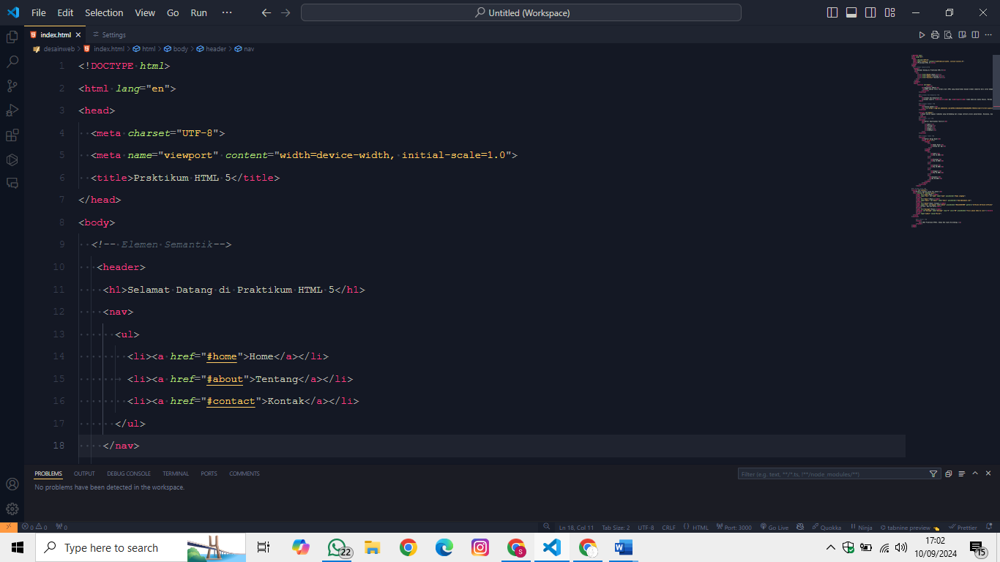 File Edit Selection View Go Run ···
Untitled (Workspace)
index.html
Settings
desainweb > index.html > html > body > header > nav
1 <!DOCTYPE html>
2 <html lang="en">
3 <head>
4 <meta charset="UTF-8">
5 <meta name="viewport" content="width=device-width, initial-scale=1.0">
6 <title>Prsktikum HTML 5</title>
7 </head>
8 <body>
9 <!-- Elemen Semantik-->
10 <header>
11 <h1>Selamat Datang di Praktikum HTML 5</h1>
12 <nav>
13 <ul>
14 <li><a href="#home">Home</a></li>
15 <li><a href="#about">Tentang</a></li>
16 <li><a href="#contact">Kontak</a></li>
17 </ul>
18 </nav>
PROBLEMS OUTPUT DEBUG CONSOLE TERMINAL PORTS COMMENTS
Filter (e.g. text, **/*.ts, !**/node_modules/**)
No problems have been detected in the workspace.
0 0 0
Ln 18, Col 11 Tab Size: 2 UTF-8 CRLF HTML Port: 3000 Go Live Quokka Ninja tabnine preview Prettier
Type here to search
22
S
17:02
10/09/2024
15